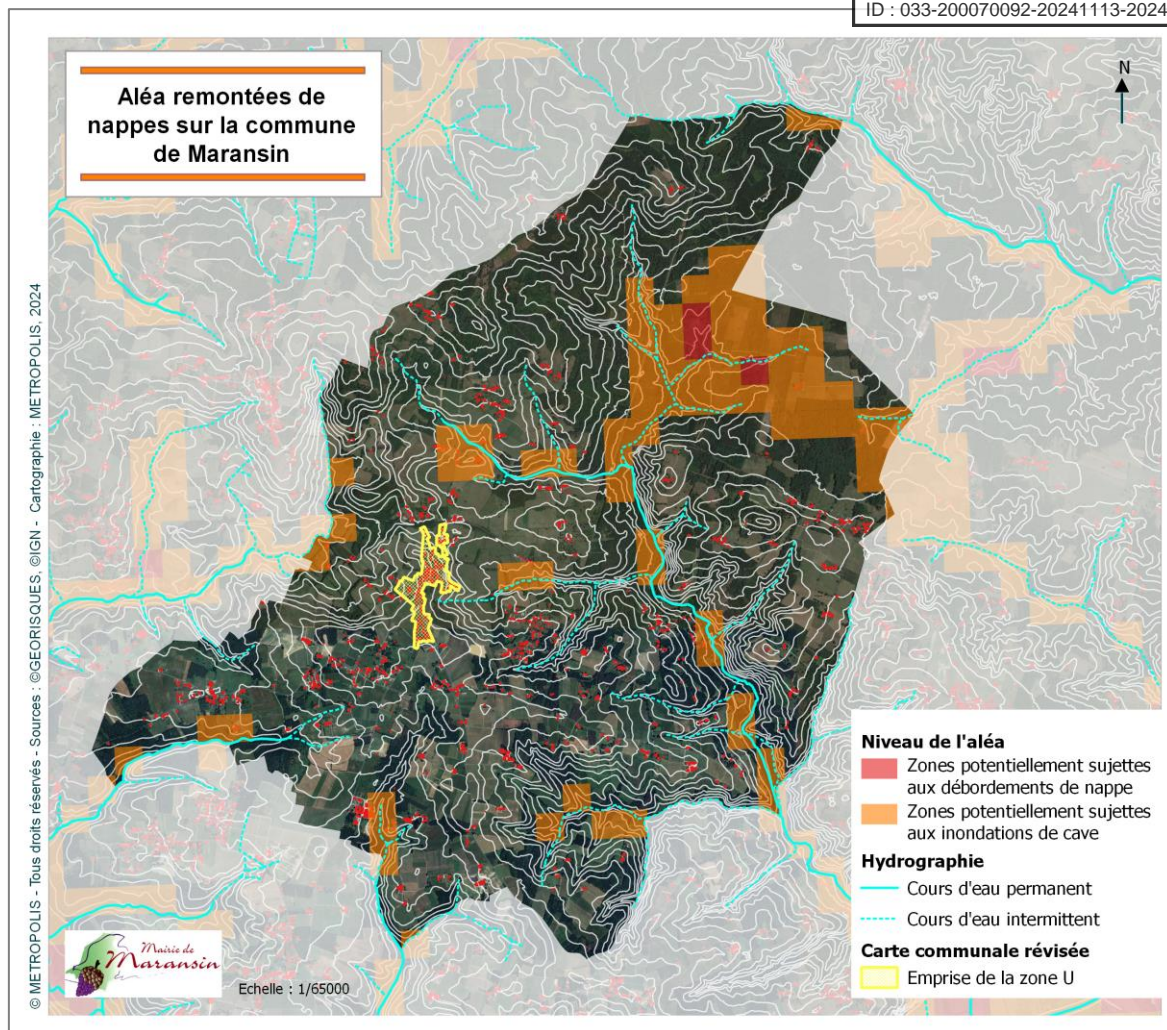 ID : 033-200070092-20241113-2024
Aléa remontées de
nappes sur la commune
de Maransin
N
© METROPOLIS - Tous droits réservés - Sources : ©GEORISQUES, ©IGN - Cartographie : METROPOLIS, 2024
Niveau de l'aléa
Zones potentiellement sujettes
aux débordements de nappe
Zones potentiellement sujettes
aux inondations de cave
Hydrographie
Cours d'eau permanent
Cours d'eau intermittent
Carte communale révisée
Emprise de la zone U
Mairie de
Maransin
Echelle : 1/65000